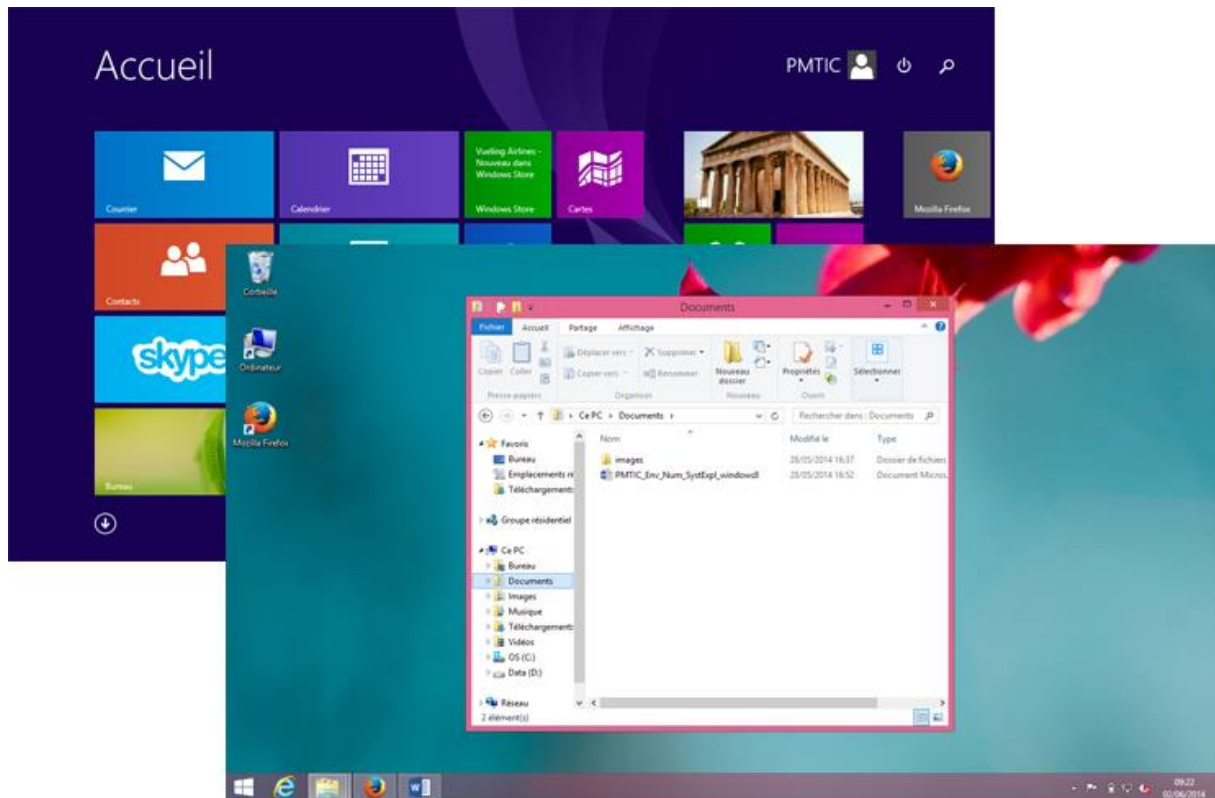 Accueil
PMTIC
Courrier
Calendrier
Vueling Airlines -
Nouveau dans
Windows Store
Windows Store
Cartes
Mozilla Firefox
Contacts
skype
Bureau
Corbeille
Ordinateur
Mozilla Firefox
Documents
Fichier Accueil Partage Affichage
Copier Coller
Déplacer vers Supprimer
Copier vers Renommer
Nouveau
dossier
Propriétés
Sélectionner
Presse-papiers Organiser Nouveau Ouvrir
Ce PC Documents
Rechercher dans : Documents
Nom Modifié le Type
images 28/05/2014 16:37 Dossier de fichiers
PMTIC_Env_Num_SystExpl_windows8 28/05/2014 16:52 Document Micros
Favoris
Bureau
Emplacements ré
Téléchargement
Groupe résidentiel
Ce PC
Bureau
Documents
Images
Musique
Téléchargement
Vidéos
OS (C:)
Data (D:)
Réseau
2 élément(s)
09:22
02/06/2014